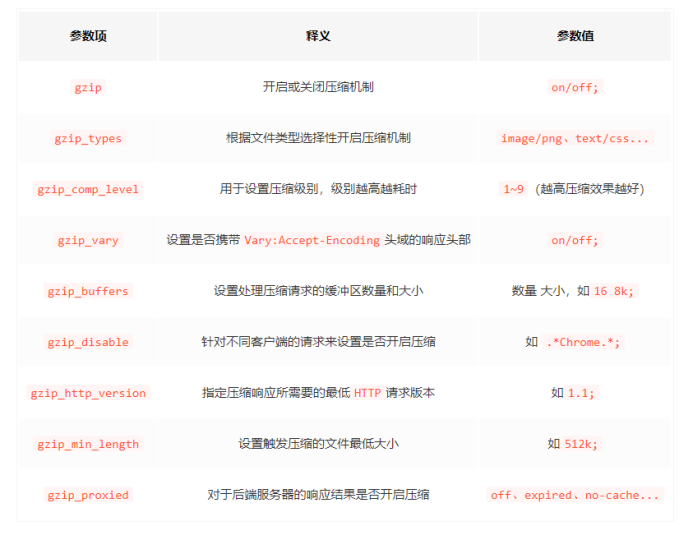 参数项 释义 参数值
gzip 开启或关闭压缩机制 on/off;
gzip_types 根据文件类型选择性开启压缩机制 image/png、text/css...
gzip_comp_level 用于设置压缩级别，级别越高越耗时 1~9 (越高压缩效果越好)
gzip_vary 设置是否携带 Vary:Accept-Encoding 头域的响应头部 on/off;
gzip_buffers 设置处理压缩请求的缓冲区数量和大小 数量 大小，如 16 8k;
gzip_disable 针对不同客户端的请求来设置是否开启压缩 如 .*Chrome.*;
gzip_http_version 指定压缩响应所需要的最低 HTTP 请求版本 如 1.1;
gzip_min_length 设置触发压缩的文件最低大小 如 512k;
gzip_proxied 对于后端服务器的响应结果是否开启压缩 off、expired、no-cache...